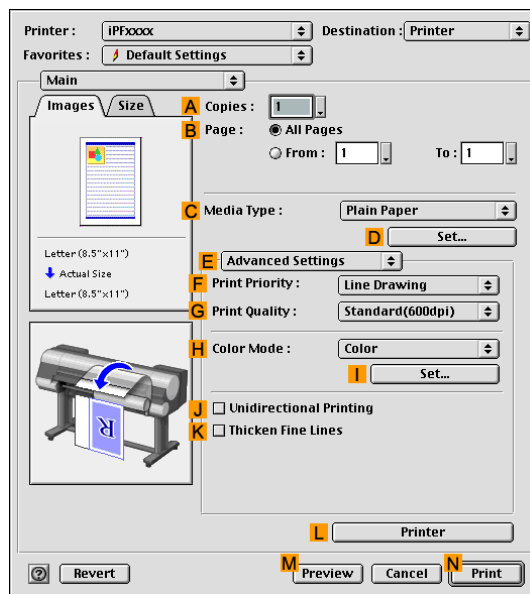 Printer : iPFxxxx Destination : Printer
Favorites : Default Settings
Main
Images Size
A Copies : 1
B Page : All Pages
From : 1 To : 1
C Media Type : Plain Paper
D Set...
Letter (8.5"x11")
Actual Size
Letter (8.5"x11")
E Advanced Settings
F Print Priority : Line Drawing
G Print Quality : Standard(600dpi)
H Color Mode : Color
I Set...
R
J Unidirectional Printing
K Thicken Fine Lines
L Printer
? Revert M Preview Cancel N Print